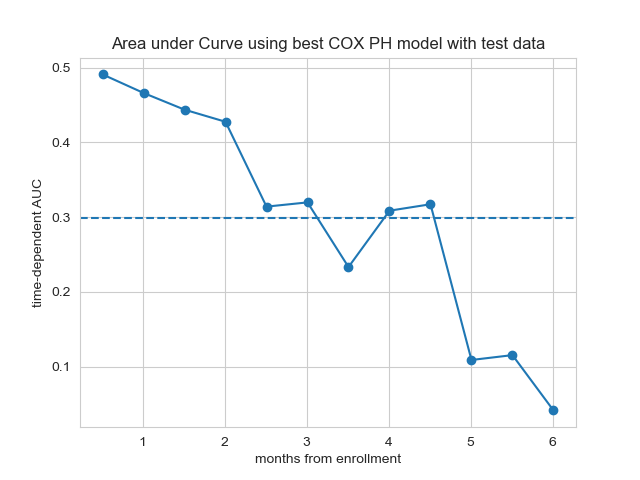 Area under Curve using best COX PH model with test data
time-dependent AUC
0.5
0.4
0.3
0.2
0.1
1 2 3 4 5 6
months from enrollment